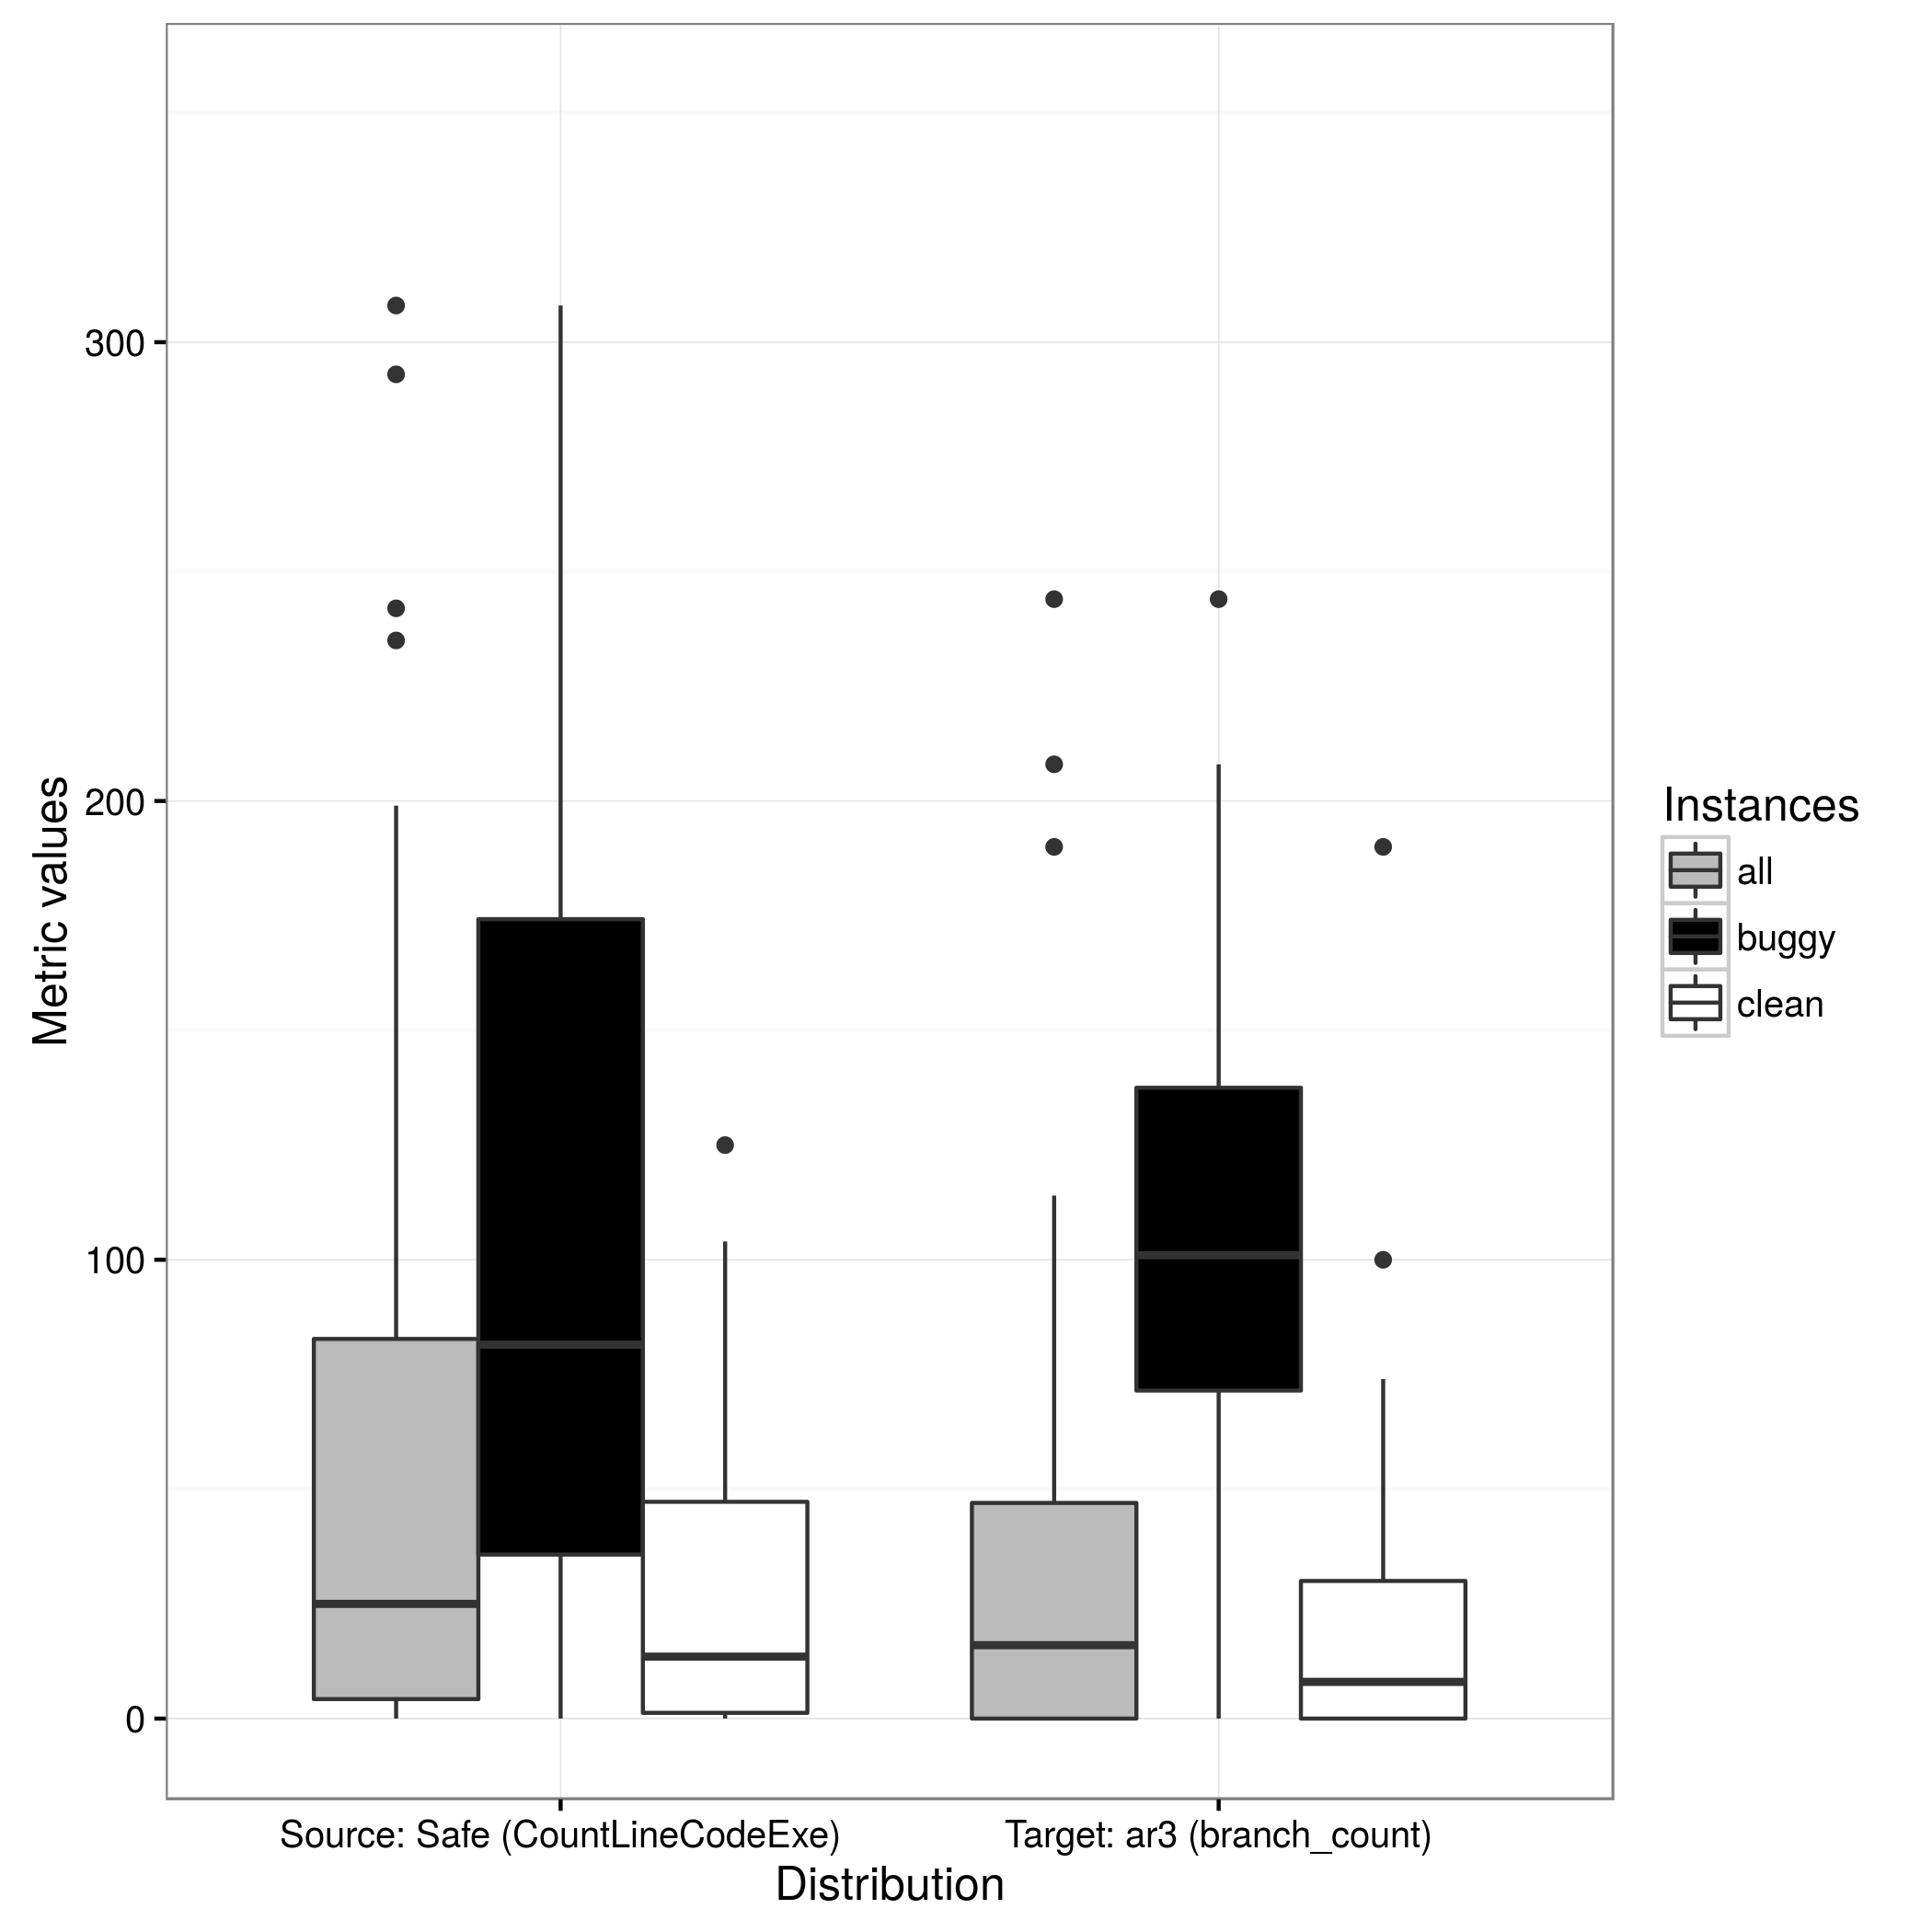 Metric values
300
200
100
0
Source: Safe (CountLineCodeExe)
Target: ar3 (branch_count)
Distribution
Instances
all
buggy
clean